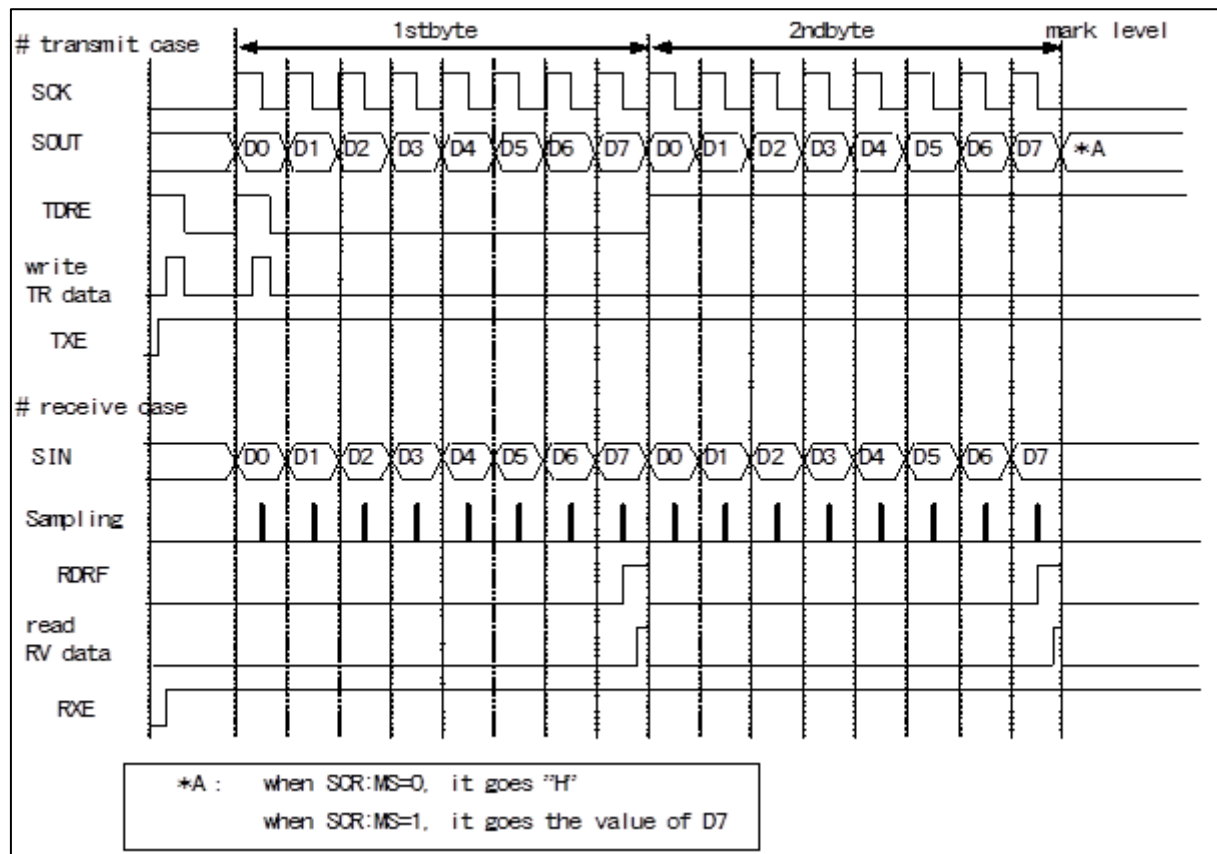 1stbyte 2ndbyte mark level
# transmit case
SCK
SOUT D0 D1 D2 D3 D4 D5 D6 D7 D0 D1 D2 D3 D4 D5 D6 D7 *A
TDRE
write
TR data
TXE
# receive case
SIN D0 D1 D2 D3 D4 D5 D6 D7 D0 D1 D2 D3 D4 D5 D6 D7
Sampling
RDRF
read
RV data
RXE
*A : when SCR:MS=0, it goes "H"
when SCR:MS=1, it goes the value of D7